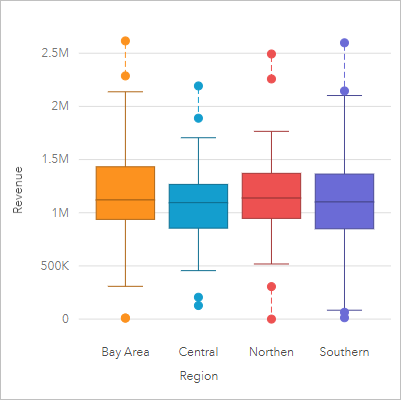 2.5M
2M
1.5M
1M
500K
0
Revenue
Bay Area Central Northen Southern
Region